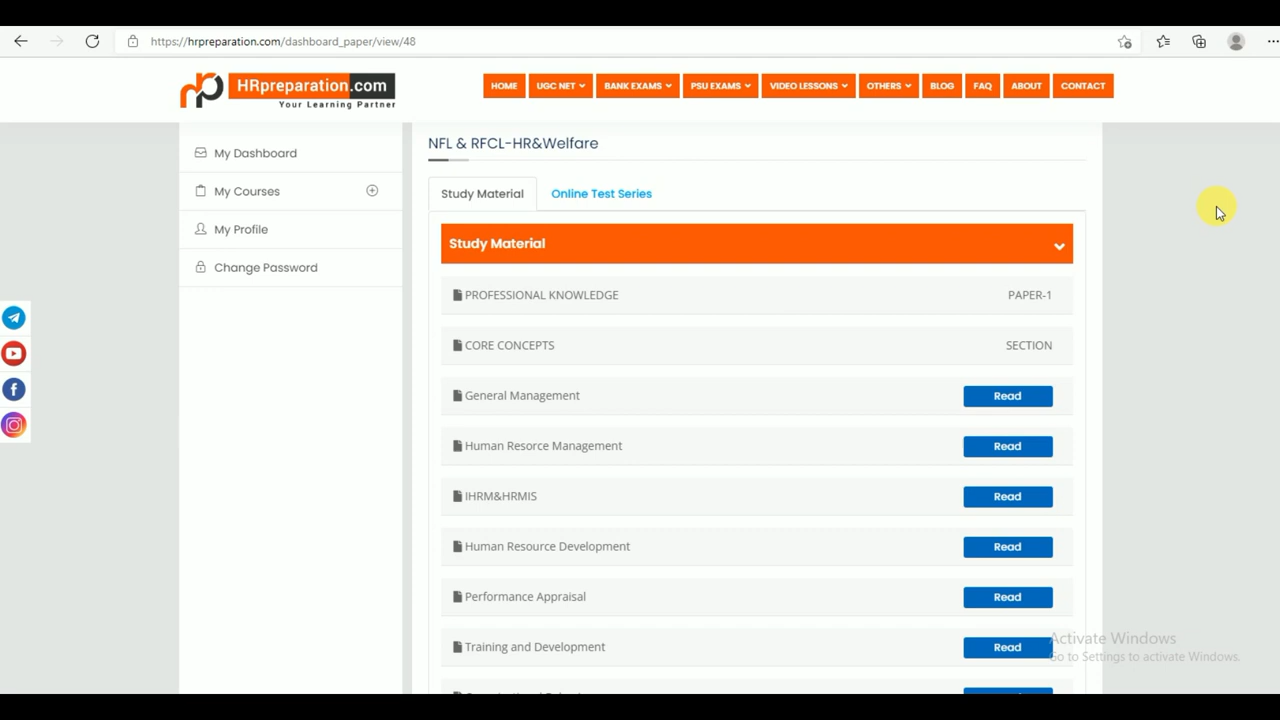 https://hrpreparation.com/dashboard_paper/view/48
HRpreparation.com
Your Learning Partner
HOME UGC NET BANK EXAMS PSU EXAMS VIDEO LESSONS OTHERS BLOG FAQ ABOUT CONTACT
My Dashboard
My Courses
My Profile
Change Password
NFL & RFCL-HR&Welfare
Study Material Online Test Series
Study Material
PROFESSIONAL KNOWLEDGE PAPER-1
CORE CONCEPTS SECTION
General Management Read
Human Resorce Management Read
IHRM&HRMIS Read
Human Resource Development Read
Performance Appraisal Read
Training and Development Read
Activate Windows
Go to Settings to activate Windows.